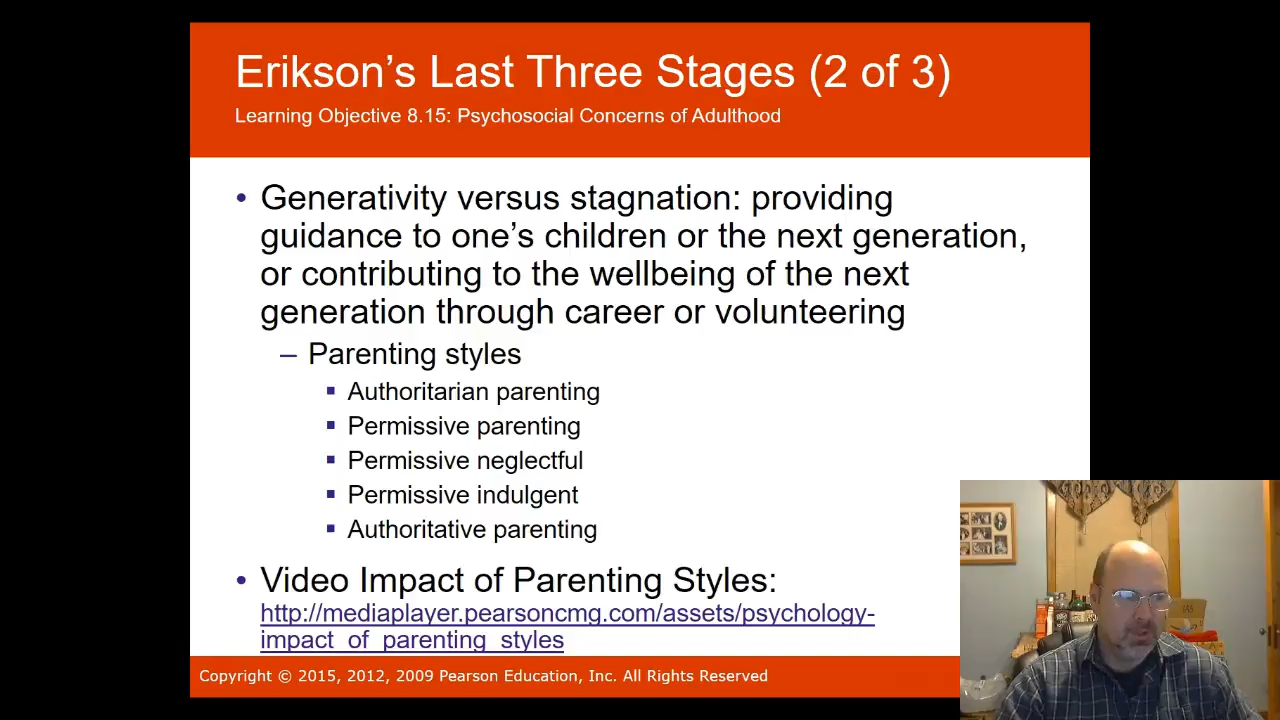 Erikson’s Last Three Stages (2 of 3)
Learning Objective 8.15: Psychosocial Concerns of Adulthood
• Generativity versus stagnation: providing
guidance to one’s children or the next generation,
or contributing to the wellbeing of the next
generation through career or volunteering
– Parenting styles
▪ Authoritarian parenting
▪ Permissive parenting
▪ Permissive neglectful
▪ Permissive indulgent
▪ Authoritative parenting
• Video Impact of Parenting Styles:
http://mediaplayer.pearsoncmg.com/assets/psychology-
impact_of_parenting_styles
Copyright © 2015, 2012, 2009 Pearson Education, Inc. All Rights Reserved